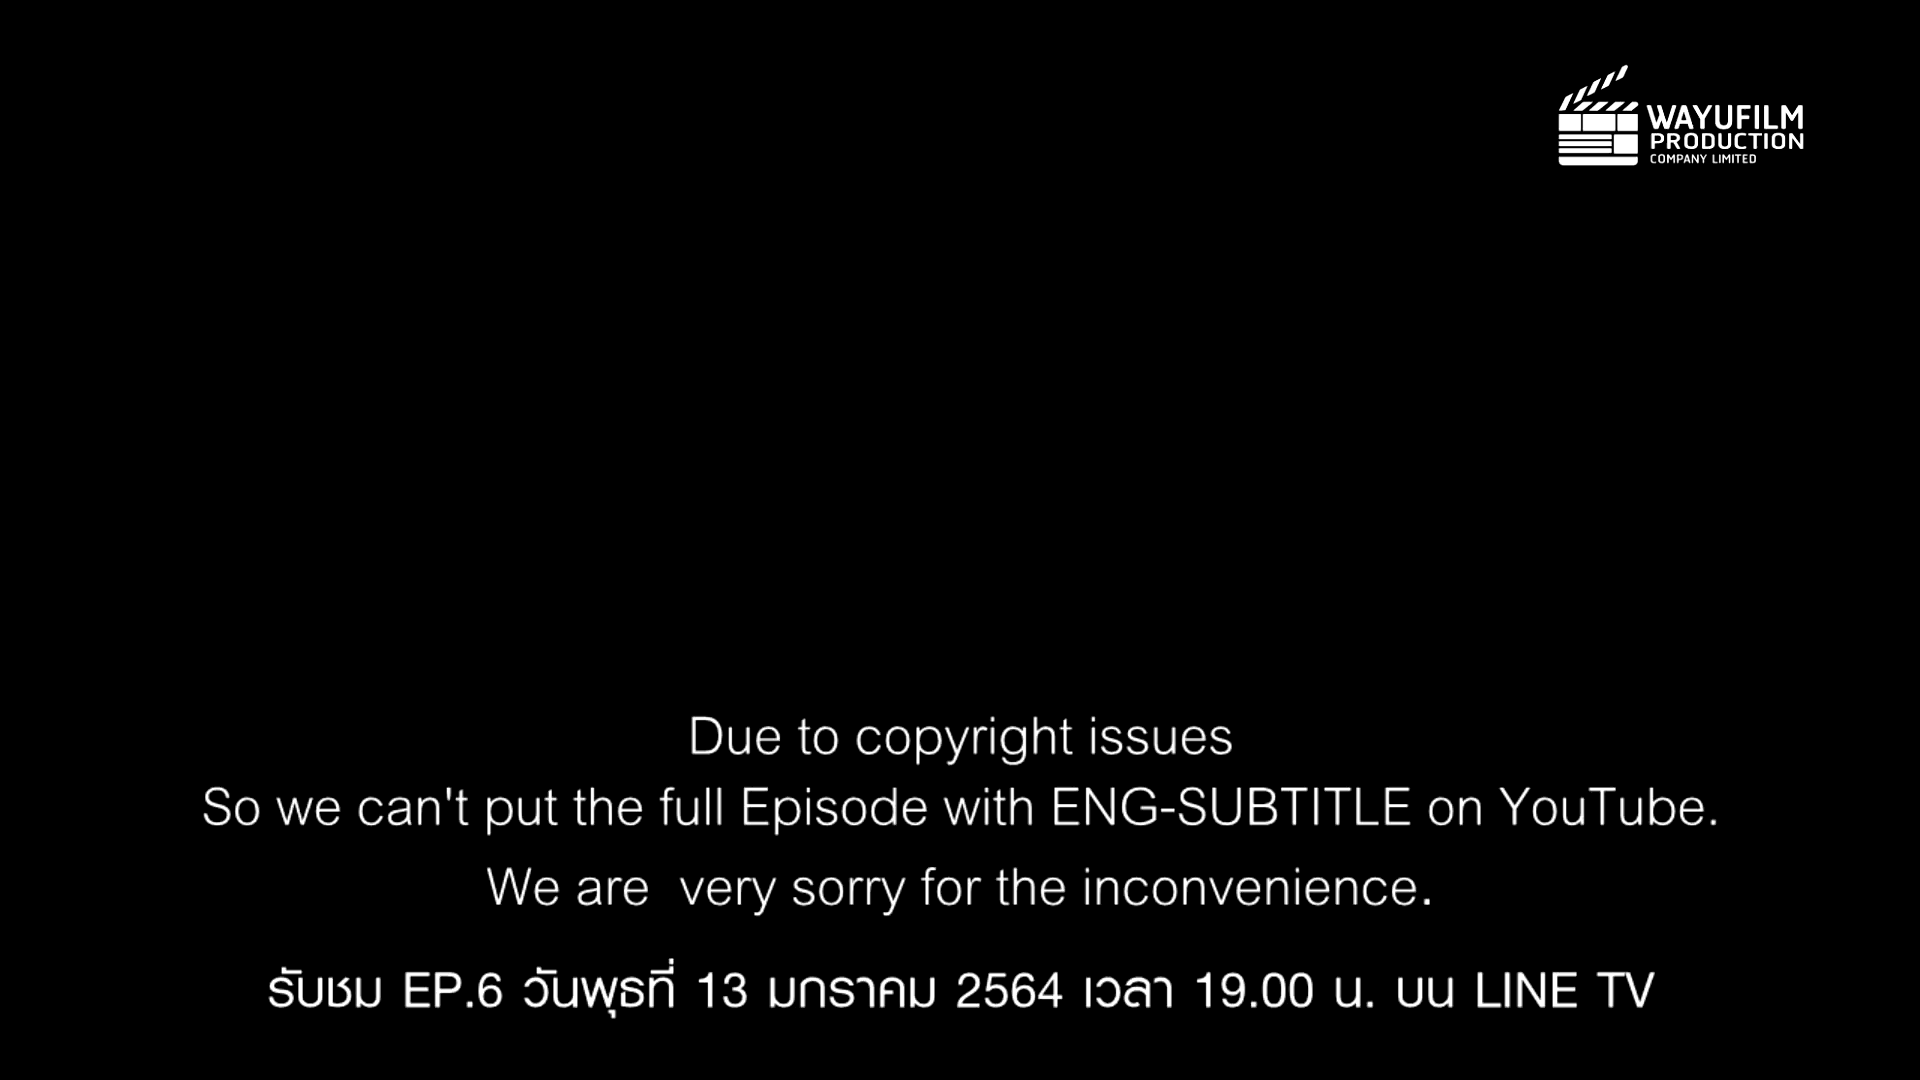 WAYUFILM
PRODUCTION
COMPANY LIMITED
Due to copyright issues
So we can't put the full Episode with ENG-SUBTITLE on YouTube.
We are  very sorry for the inconvenience.
รับชม EP.6 วันพุธที่ 13 มกราคม 2564 เวลา 19.00 น. บน LINE TV